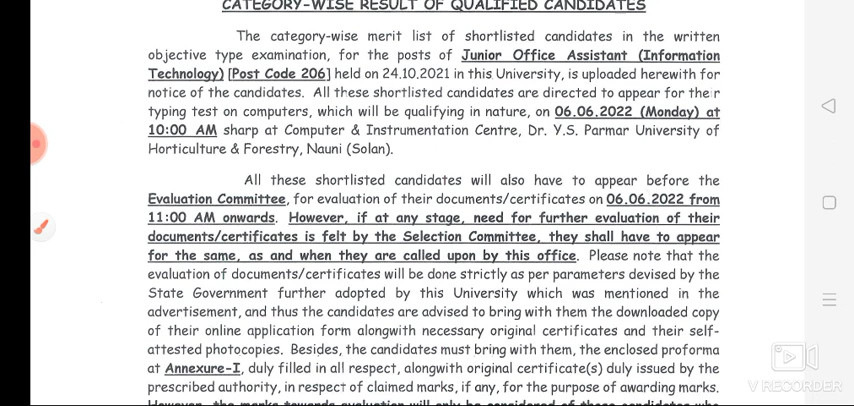 CATEGORY-WISE RESULT OF QUALIFIED CANDIDATES
The category-wise merit list of shortlisted candidates in the written
objective type examination, for the posts of Junior Office Assistant (Information
Technology) [Post Code 206] held on 24.10.2021 in this University, is uploaded herewith for
notice of the candidates. All these shortlisted candidates are directed to appear for their
typing test on computers, which will be qualifying in nature, on 06.06.2022 (Monday) at
10:00 AM sharp at Computer & Instrumentation Centre, Dr. Y.S. Parmar University of
Horticulture & Forestry, Nauni (Solan).
All these shortlisted candidates will also have to appear before the
Evaluation Committee, for evaluation of their documents/certificates on 06.06.2022 from
11:00 AM onwards. However, if at any stage, need for further evaluation of their
documents/certificates is felt by the Selection Committee, they shall have to appear
for the same, as and when they are called upon by this office. Please note that the
evaluation of documents/certificates will be done strictly as per parameters devised by the
State Government further adopted by this University which was mentioned in the
advertisement, and thus the candidates are advised to bring with them the downloaded copy
of their online application form alongwith necessary original certificates and their self-
attested photocopies. Besides, the candidates must bring with them, the enclosed proforma
at Annexure-I, duly filled in all respect, alongwith original certificate(s) duly issued by the
prescribed authority, in respect of claimed marks, if any, for the purpose of awarding marks.
However, the marks towards evaluation will only be considered of those candidates who
V RECORDER